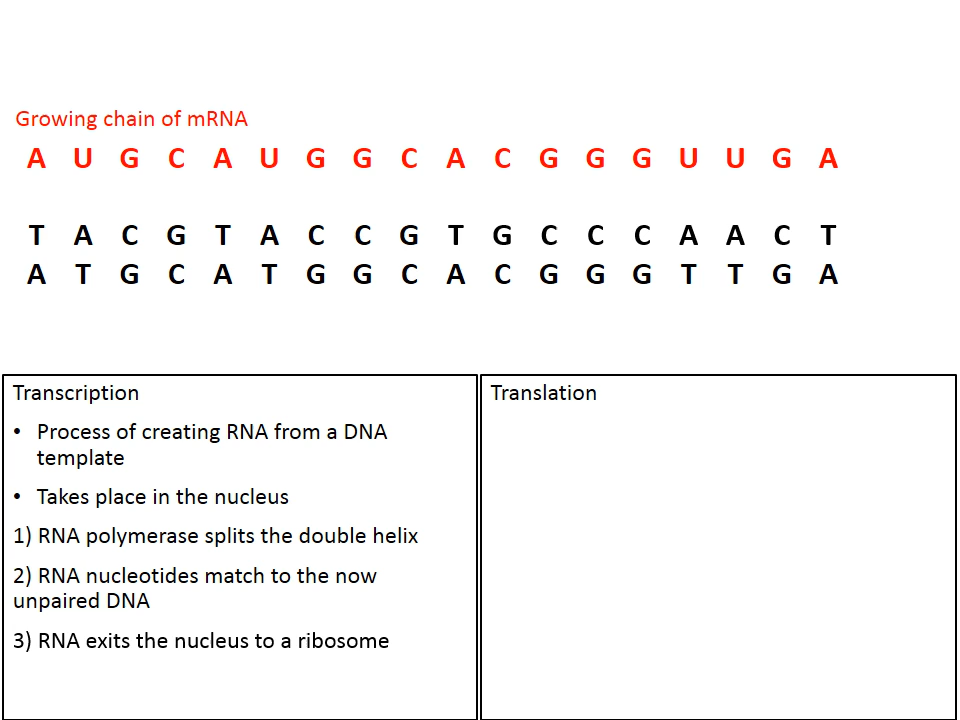 Growing chain of mRNA
A U G C A U G G C A C G G G U U G A
T A C G T A C C G T G C C C A A C T
A T G C A T G G C A C G G G T T G A
Transcription
• Process of creating RNA from a DNA
template
• Takes place in the nucleus
1) RNA polymerase splits the double helix
2) RNA nucleotides match to the now
unpaired DNA
3) RNA exits the nucleus to a ribosome
Translation